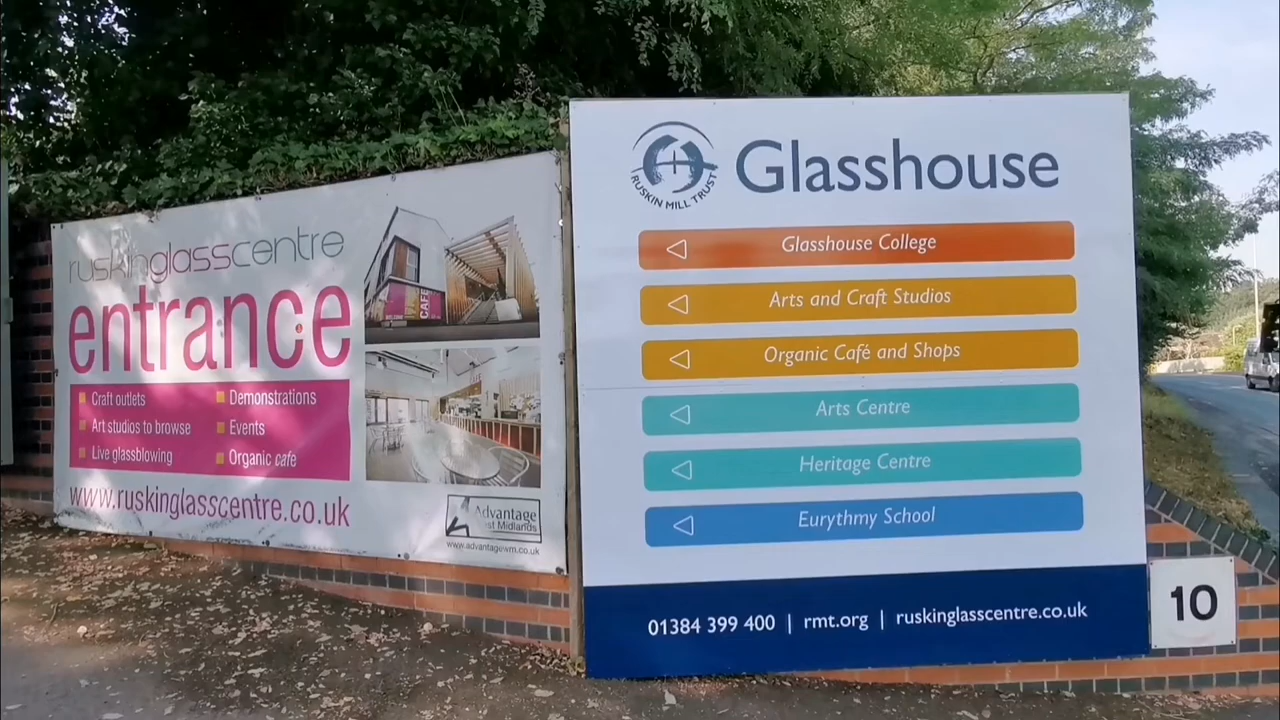 ruskinglasscentre
entrance
Craft outlets
Art studios to browse
Live glassblowing
Demonstrations
Events
Organic cafe
www.ruskinglasscentre.co.uk
CAFE
Advantage
st Midlands
www.advantagewm.co.uk
RUSKIN MILL TRUST
Glasshouse
Glasshouse College
Arts and Craft Studios
Organic Café and Shops
Arts Centre
Heritage Centre
Eurythmy School
01384 399 400 | rmt.org | ruskinglasscentre.co.uk
10